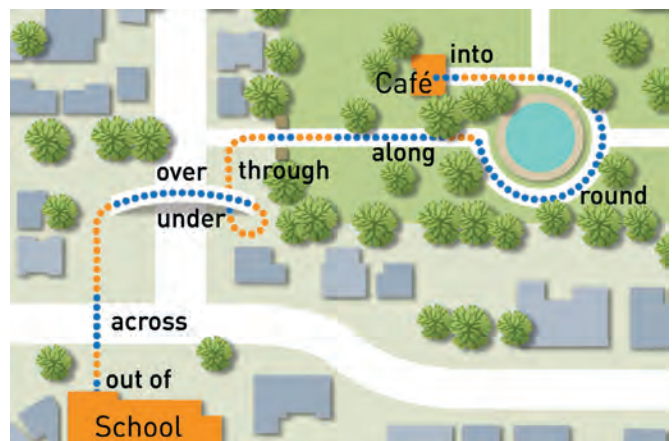 into
Café
over
through
along
under
round
across
out of
School